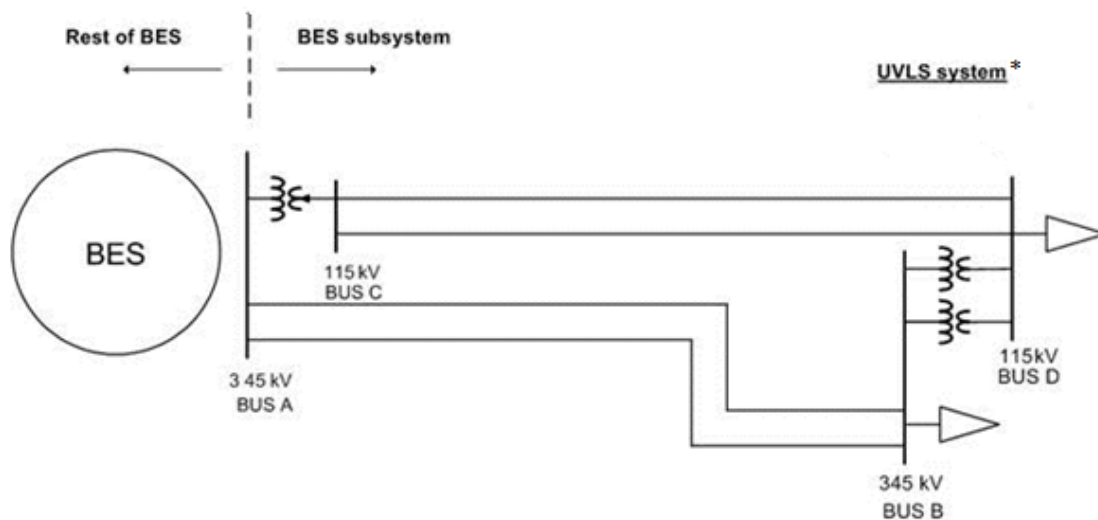 Rest of BES
BES subsystem
UVLS system *
BES
115 kV
BUS C
3 45 kV
BUS A
115kV
BUS D
345 kV
BUS B